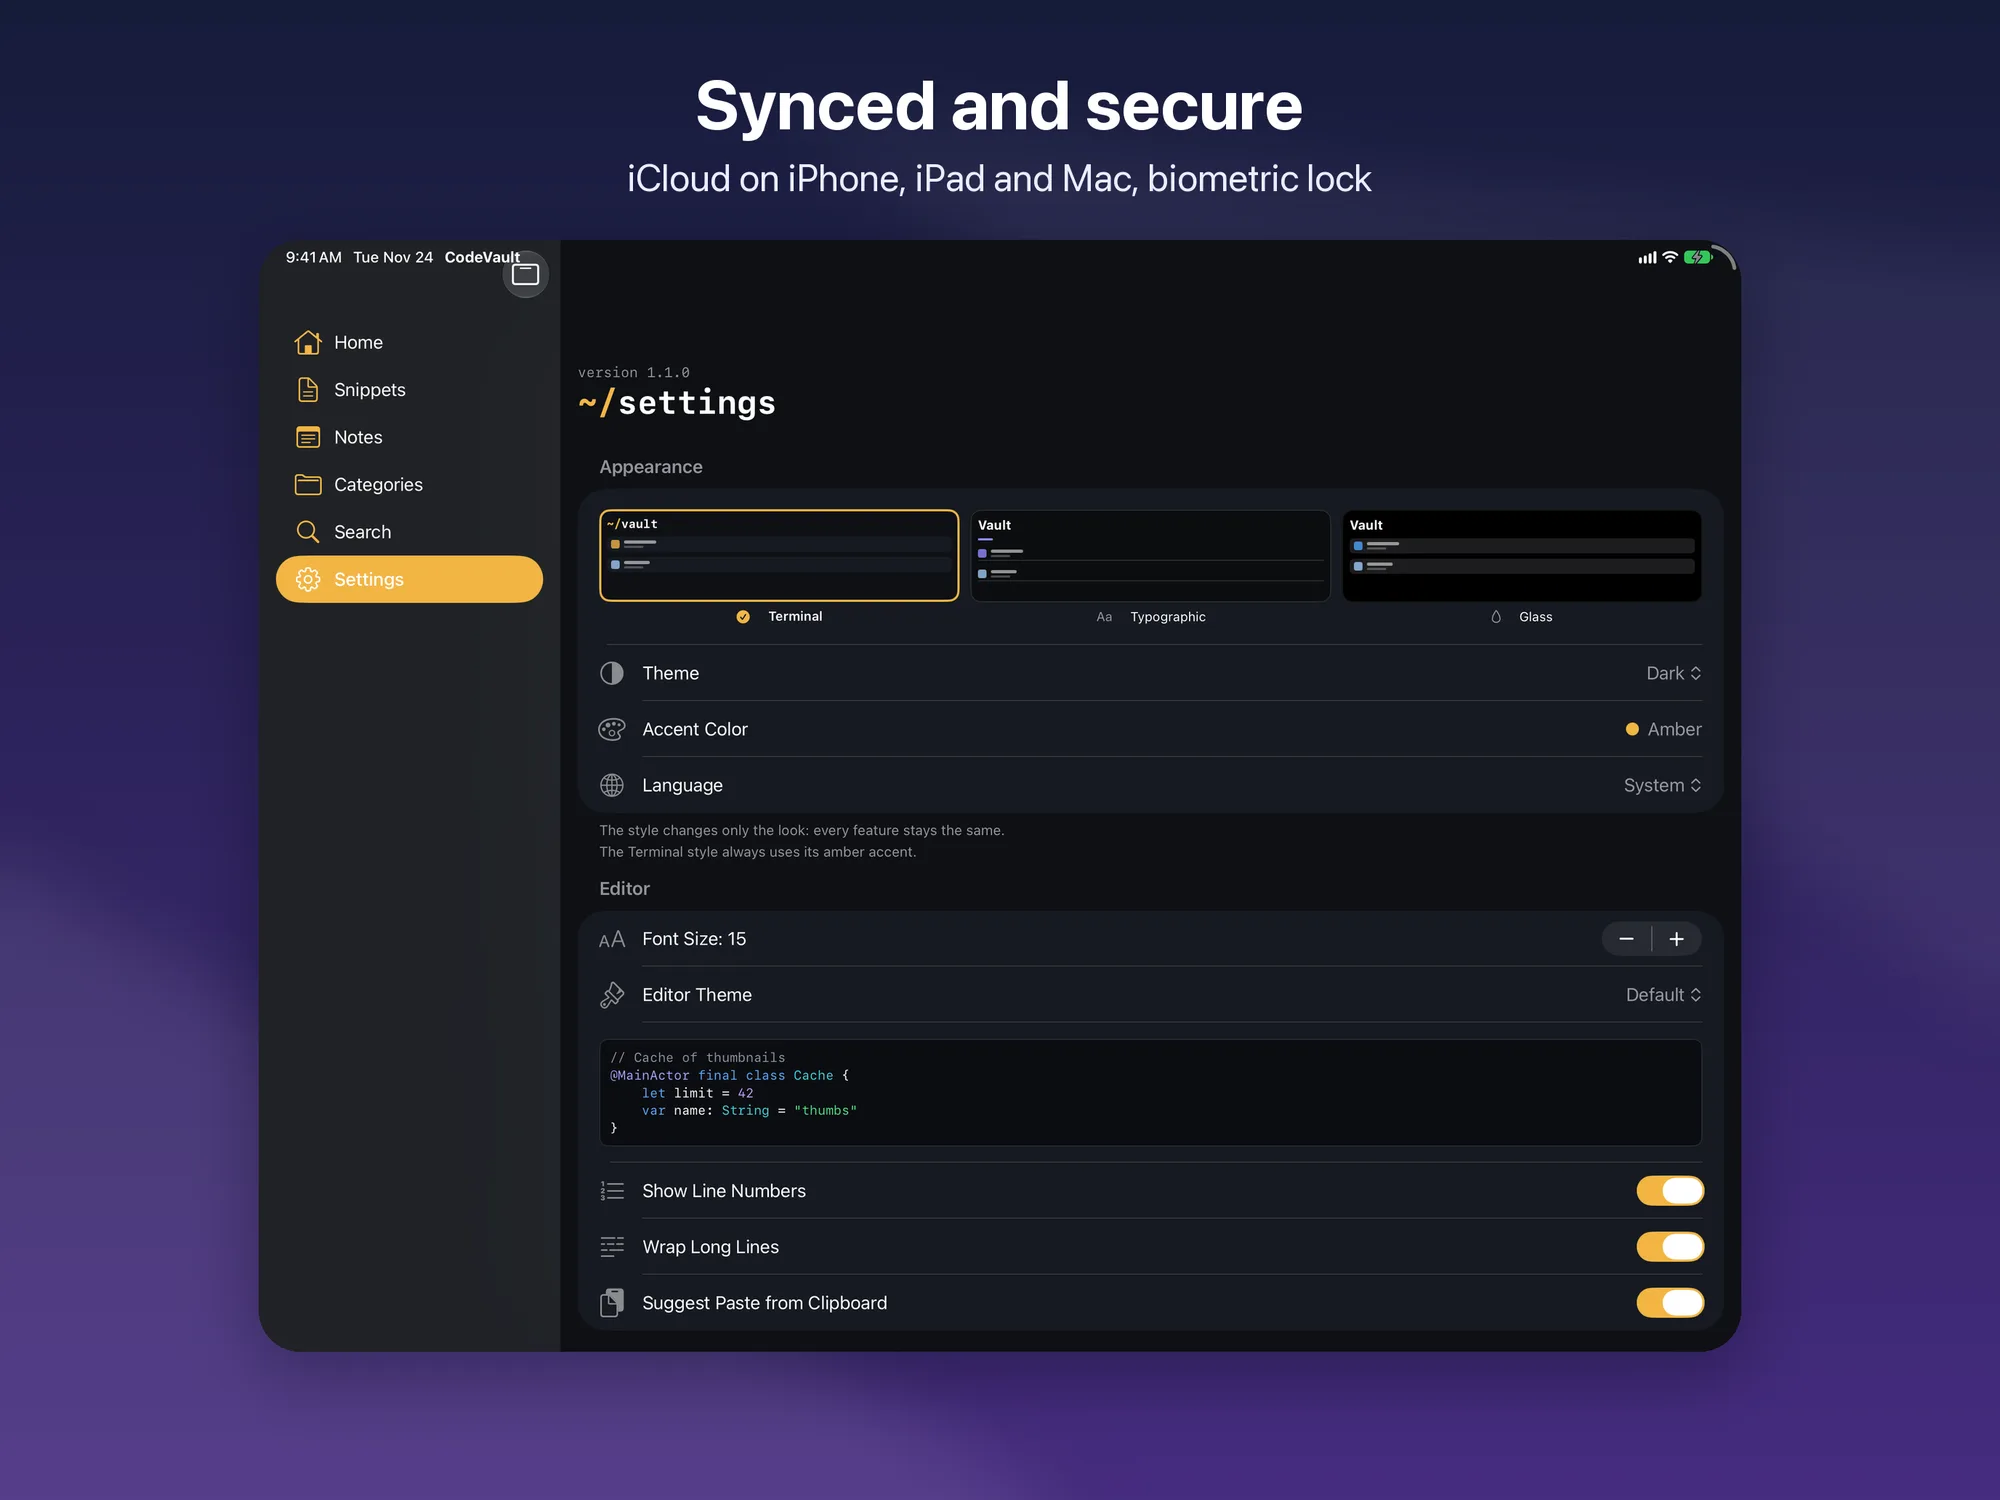 Synced and secure
iCloud on iPhone, iPad and Mac, biometric lock
9:41 AM Tue Nov 24 CodeVault
Home
Snippets
Notes
Categories
Search
Settings
version 1.1.0
~/settings
Appearance
~/vault
Vault
Vault
Terminal
Aa Typographic
Glass
Theme
Dark
Accent Color
Amber
Language
System
The style changes only the look: every feature stays the same.
The Terminal style always uses its amber accent.
Editor
AA Font Size: 15
− +
Editor Theme
Default
// Cache of thumbnails
@MainActor final class Cache {
    let limit = 42
    var name: String = "thumbs"
}
Show Line Numbers
Wrap Long Lines
Suggest Paste from Clipboard